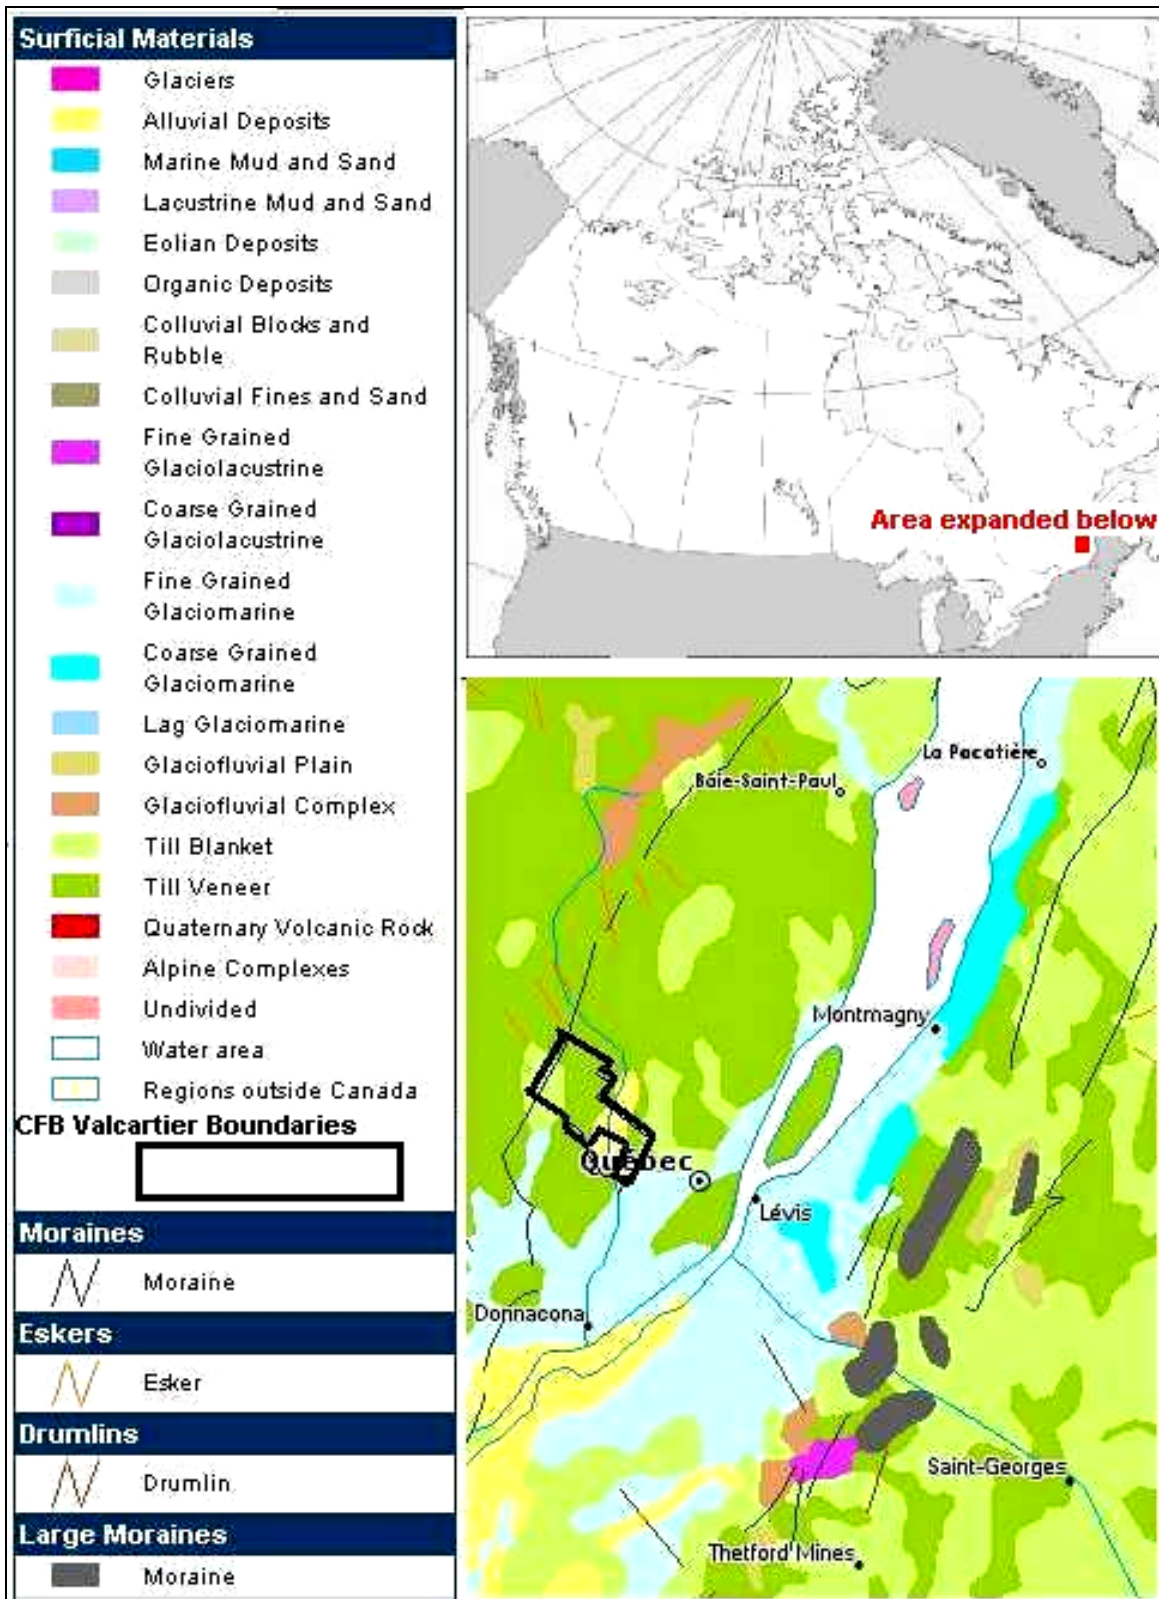 Surficial Materials
Glaciers
Alluvial Deposits
Marine Mud and Sand
Lacustrine Mud and Sand
Eolian Deposits
Organic Deposits
Colluvial Blocks and
Rubble
Colluvial Fines and Sand
Fine Grained
Glaciolacustrine
Coarse Grained
Glaciolacustrine
Fine Grained
Glaciomarine
Coarse Grained
Glaciomarine
Lag Glaciomarine
Glaciofluvial Plain
Glaciofluvial Complex
Till Blanket
Till Veneer
Quaternary Volcanic Rock
Alpine Complexes
Undivided
Water area
Regions outside Canada
CFB Valcartier Boundaries
Moraines
Moraine
Eskers
Esker
Drumlins
Drumlin
Large Moraines
Moraine
Area expanded below
La Pocatière
Baie-Saint-Paul
Montmagny
Québec
Lévis
Donnacona
Saint-Georges
Thetford Mines